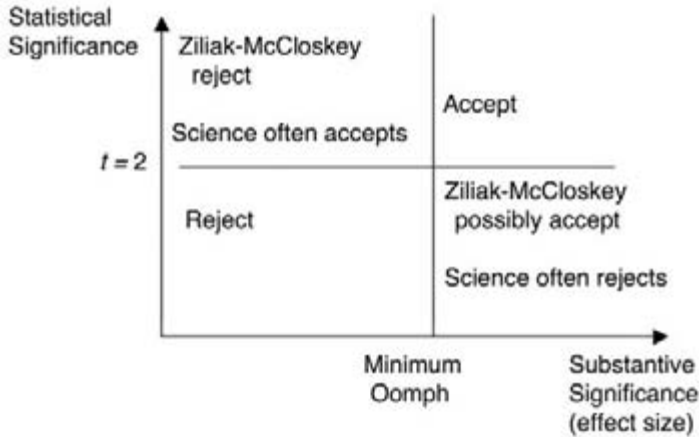 Statistical
Significance
Ziliak-McCloskey
reject
Accept
Science often accepts
t = 2
Ziliak-McCloskey
possibly accept
Reject
Science often rejects
Minimum
Oomph
Substantive
Significance
(effect size)